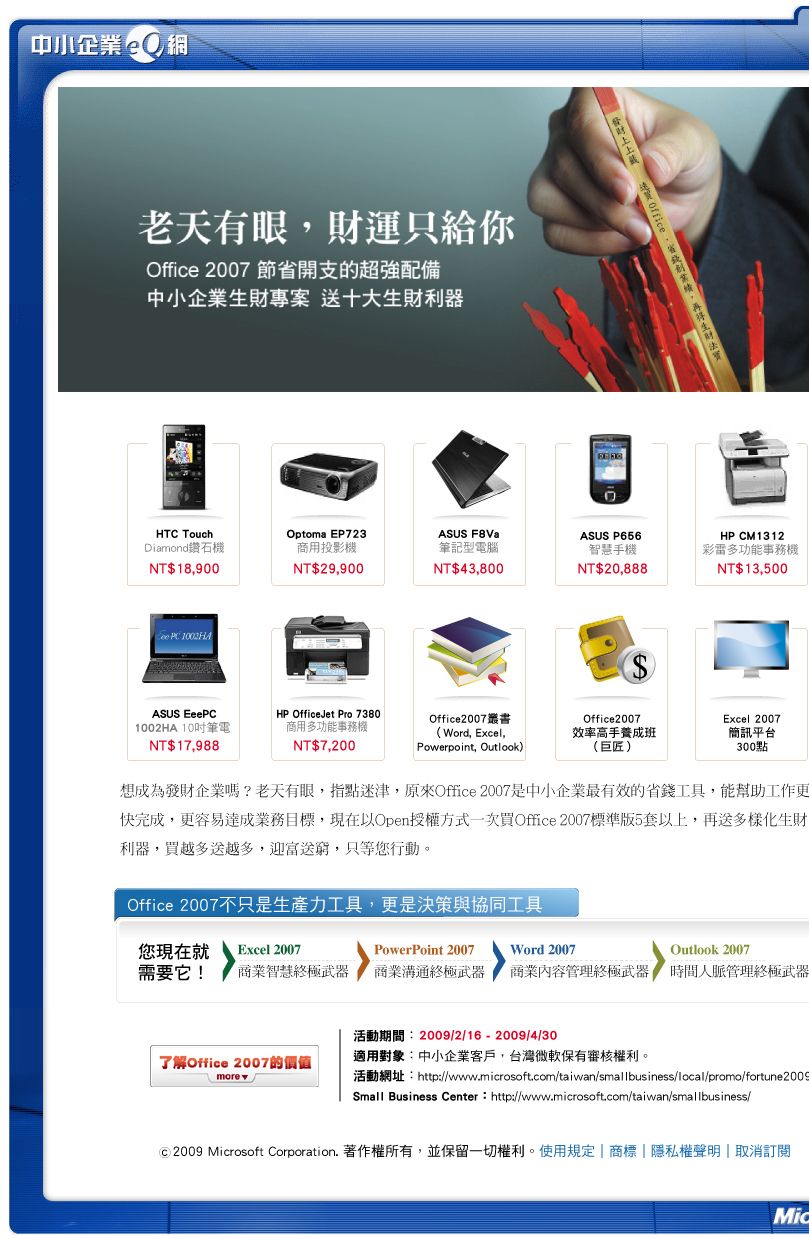 中小企業eQ網
發財上上籤 速買Office,省錢創業績,再得生財法寶
老天有眼,財運只給你
Office 2007 節省開支的超強配備
中小企業生財專案 送十大生財利器
HTC Touch
Diamond鑽石機
NT$18,900
Optoma EP723
商用投影機
NT$29,900
ASUS F8Va
筆記型電腦
NT$43,800
ASUS P656
智慧手機
NT$20,888
HP CM1312
彩雷多功能事務機
NT$13,500
Eee PC 1002HA
ASUS EeePC
1002HA 10吋筆電
NT$17,988
HP OfficeJet Pro 7380
商用多功能事務機
NT$7,200
Office2007叢書
(Word, Excel,
Powerpoint, Outlook)
$
Office2007
效率高手養成班
(巨匠)
Excel 2007
簡訊平台
300點
想成為發財企業嗎?老天有眼,指點迷津,原來Office 2007是中小企業最有效的省錢工具,能幫助工作更
快完成,更容易達成業務目標,現在以Open授權方式一次買Office 2007標準版5套以上,再送多樣化生財
利器,買越多送越多,迎富送窮,只等您行動。
Office 2007不只是生產力工具,更是決策與協同工具
您現在就
需要它!
Excel 2007
商業智慧終極武器
PowerPoint 2007
商業溝通終極武器
Word 2007
商業內容管理終極武器
Outlook 2007
時間人脈管理終極武器
了解Office 2007的價值
more
活動期間:2009/2/16 - 2009/4/30
適用對象:中小企業客戶,台灣微軟保有審核權利。
活動網址:http://www.microsoft.com/taiwan/smallbusiness/local/promo/fortune2009
Small Business Center:http://www.microsoft.com/taiwan/smallbusiness/
© 2009 Microsoft Corporation. 著作權所有,並保留一切權利。使用規定 | 商標 | 隱私權聲明 | 取消訂閱
Mic